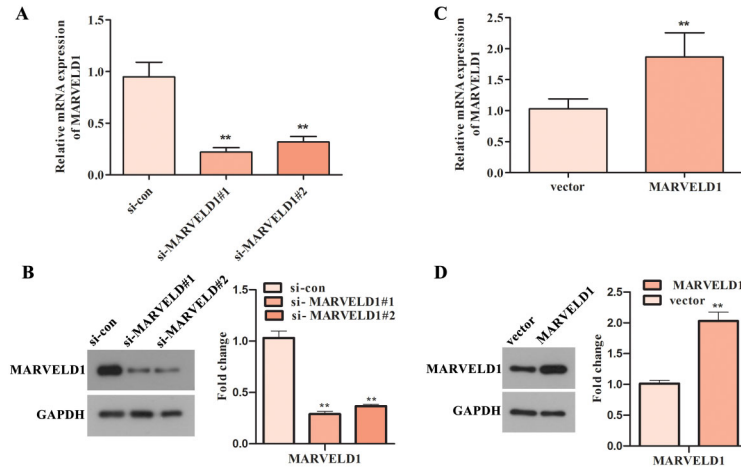 A
Relative mRNA expression
of MARVELD1
1.5
1.0
0.5
0.0
**
**
si-con
si-MARVELD1#1
si-MARVELD1#2
C
Relative mRNA expression
of MARVELD1
2.5
2.0
1.5
1.0
0.5
0.0
**
vector
MARVELD1
B
si-con
si-MARVELD#1
si-MARVELD#2
MARVELD1
GAPDH
si-con
si- MARVELD1#1
si- MARVELD1#2
Fold change
1.5
1.0
0.5
0.0
**
**
MARVELD1
D
vector
MARVELD1
MARVELD1
GAPDH
MARVELD1
vector
Fold change
2.5
2.0
1.5
1.0
0.5
0.0
**
MARVELD1